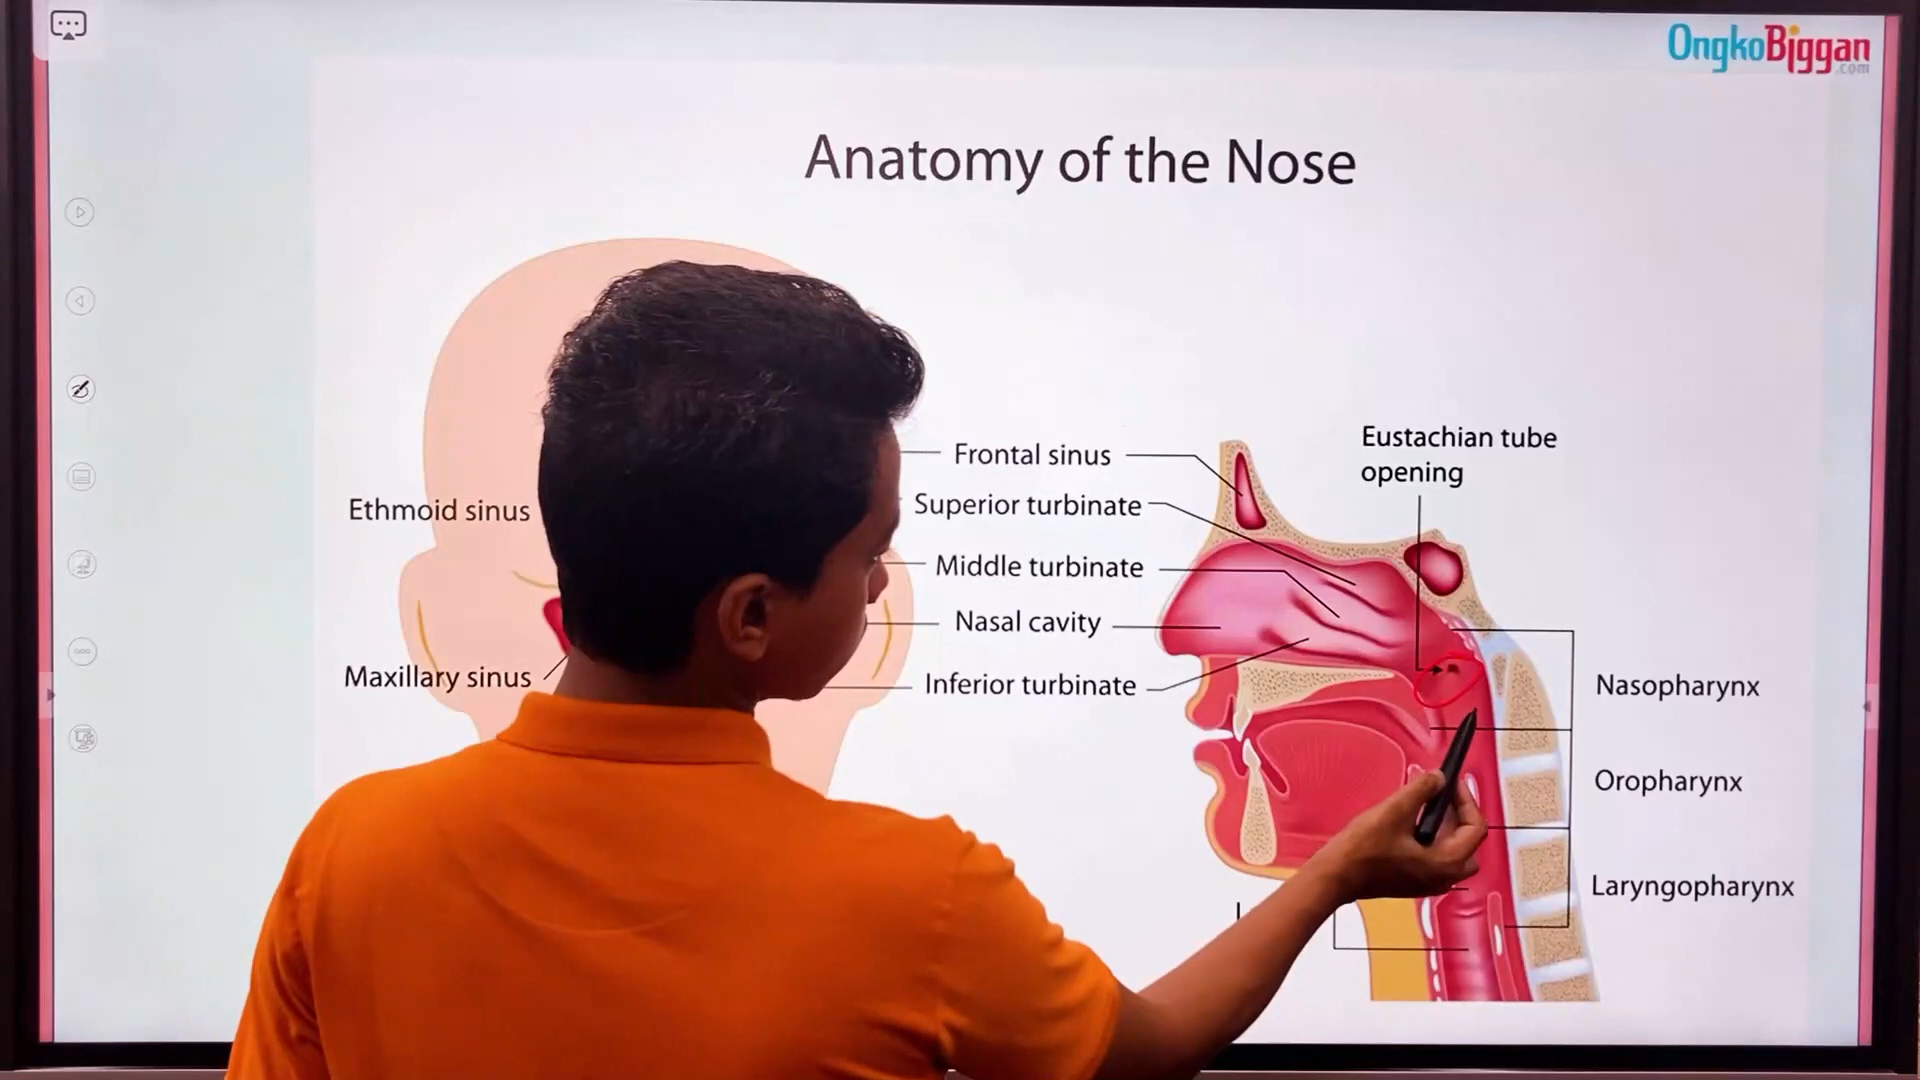 OngkoBiggan
.com
Anatomy of the Nose
Ethmoid sinus
Maxillary sinus
Frontal sinus
Superior turbinate
Middle turbinate
Nasal cavity
Inferior turbinate
Eustachian tube
opening
Nasopharynx
Oropharynx
Laryngopharynx